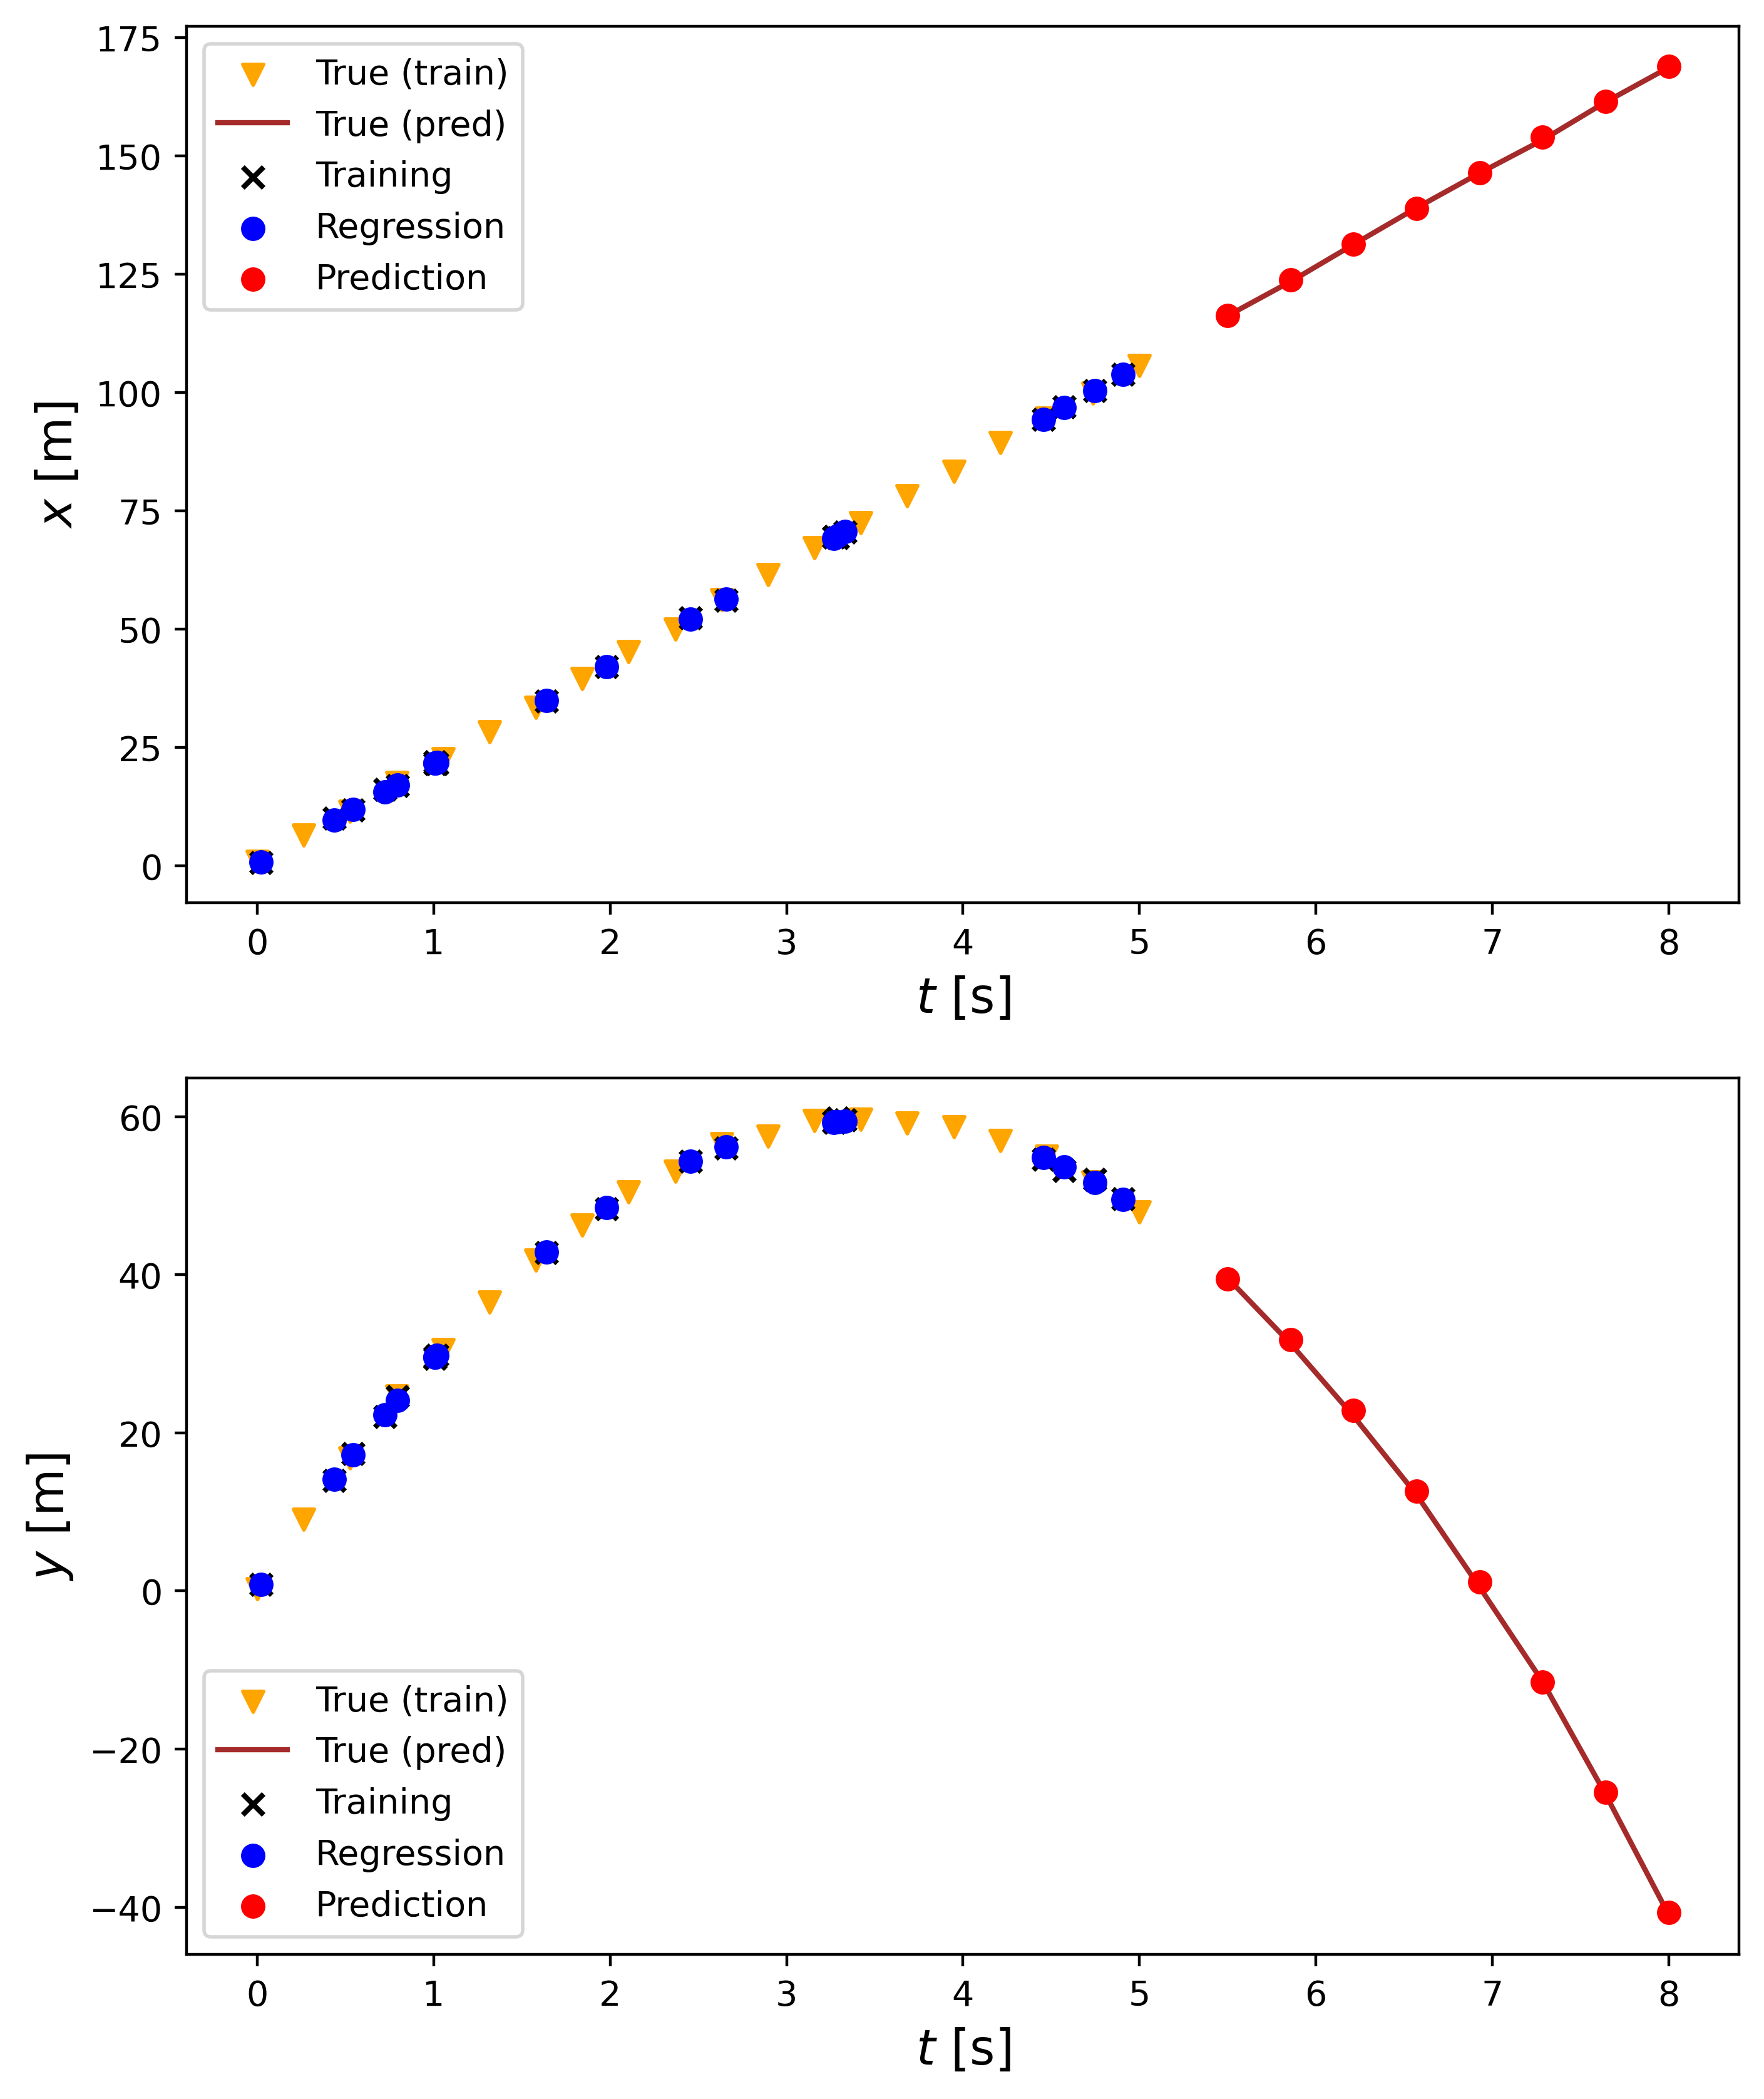 175
150
125
100
75
50
25
0
x [m]
True (train)
True (pred)
Training
Regression
Prediction
0 1 2 3 4 5 6 7 8
t [s]
60
40
20
0
−20
−40
y [m]
True (train)
True (pred)
Training
Regression
Prediction
0 1 2 3 4 5 6 7 8
t [s]